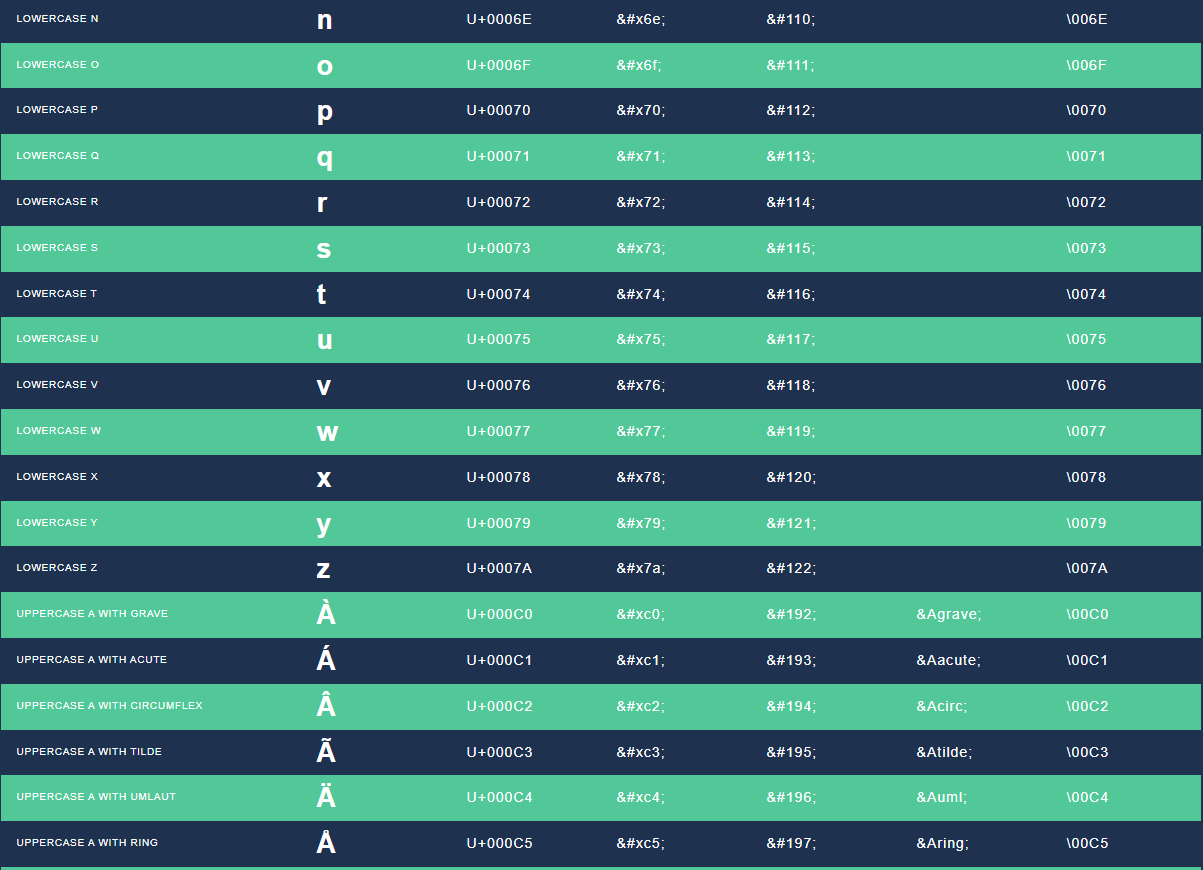 LOWERCASE N n U+0006E &#x6e; &#110; \006E
LOWERCASE O o U+0006F &#x6f; &#111; \006F
LOWERCASE P p U+00070 &#x70; &#112; \0070
LOWERCASE Q q U+00071 &#x71; &#113; \0071
LOWERCASE R r U+00072 &#x72; &#114; \0072
LOWERCASE S s U+00073 &#x73; &#115; \0073
LOWERCASE T t U+00074 &#x74; &#116; \0074
LOWERCASE U u U+00075 &#x75; &#117; \0075
LOWERCASE V v U+00076 &#x76; &#118; \0076
LOWERCASE W w U+00077 &#x77; &#119; \0077
LOWERCASE X x U+00078 &#x78; &#120; \0078
LOWERCASE Y y U+00079 &#x79; &#121; \0079
LOWERCASE Z z U+0007A &#x7a; &#122; \007A
UPPERCASE A WITH GRAVE À U+000C0 &#xc0; &#192; &Agrave; \00C0
UPPERCASE A WITH ACUTE Á U+000C1 &#xc1; &#193; &Aacute; \00C1
UPPERCASE A WITH CIRCUMFLEX Â U+000C2 &#xc2; &#194; &Acirc; \00C2
UPPERCASE A WITH TILDE Ã U+000C3 &#xc3; &#195; &Atilde; \00C3
UPPERCASE A WITH UMLAUT Ä U+000C4 &#xc4; &#196; &Auml; \00C4
UPPERCASE A WITH RING Å U+000C5 &#xc5; &#197; &Aring; \00C5